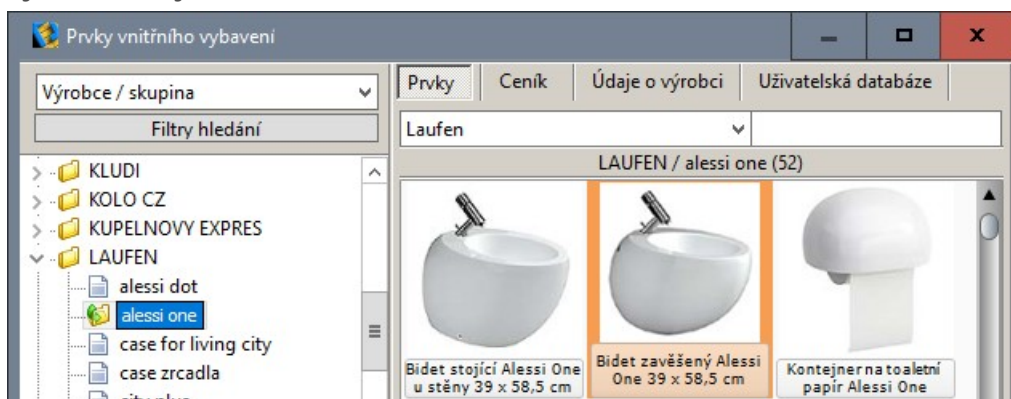 Prvky vnitřního vybavení
Výrobce / skupina
Filtry hledání
KLUDI
KOLO CZ
KUPELNOVY EXPRES
LAUFEN
alessi dot
alessi one
case for living city
case zrcadla
Prvky
Ceník
Údaje o výrobci
Uživatelská databáze
Laufen
LAUFEN / alessi one (52)
Bidet stojící Alessi One
u stěny 39 x 58,5 cm
Bidet zavěšený Alessi
One 39 x 58,5 cm
Kontejner na toaletní
papír Alessi One